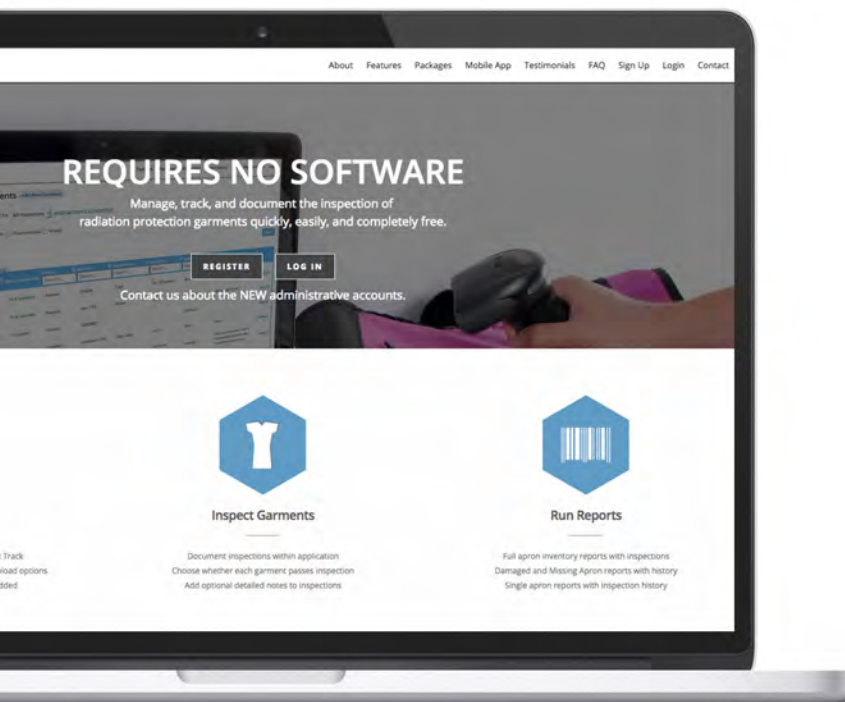 About Features Packages Mobile App Testimonials FAQ Sign Up Login Contact
REQUIRES NO SOFTWARE
Manage, track, and document the inspection of
radiation protection garments quickly, easily, and completely free.
REGISTER LOG IN
Contact us about the NEW administrative accounts.
Track
options
Inspect Garments
Document inspections within application
Choose whether each garment passes inspection
Add optional detailed notes to inspections
Run Reports
Full apron inventory reports with inspections
Damaged and Missing Apron reports with history
Single apron reports with inspection history